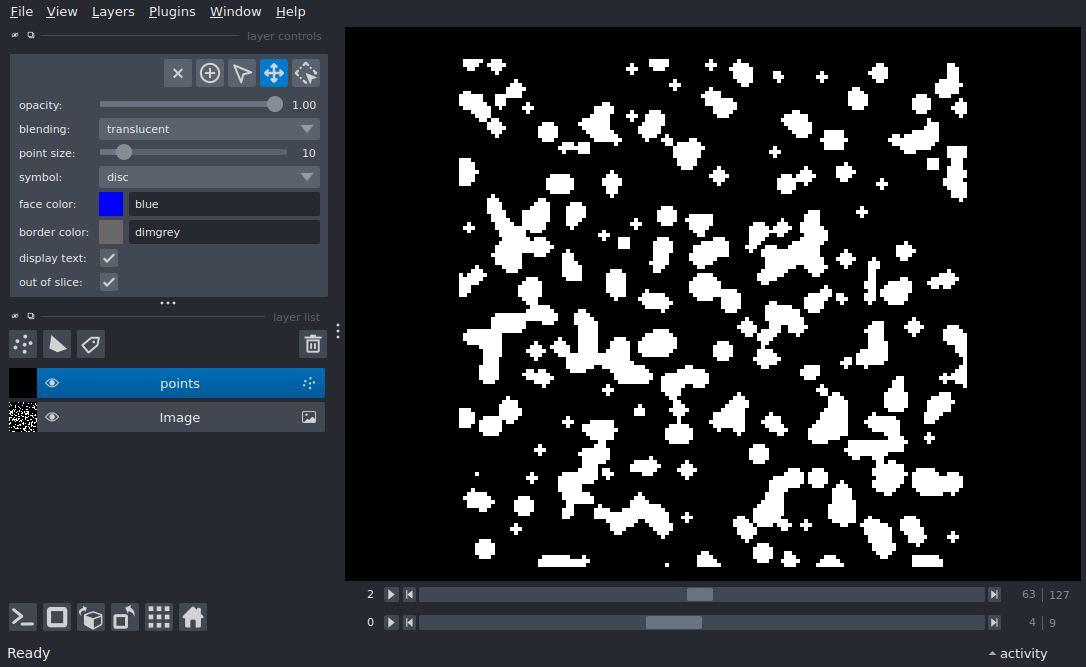 File View Layers Plugins Window Help
layer controls
opacity: 1.00
blending: translucent
point size: 10
symbol: disc
face color: blue
border color: dimgrey
display text:
out of slice:
layer list
points
Image
2 63 | 127
0 4 | 9
Ready activity